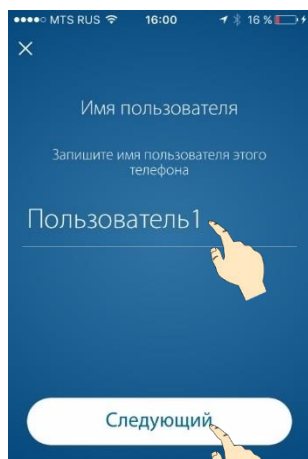 MTS RUS 16:00 16 %
Имя пользователя
Запишите имя пользователя этого
телефона
Пользователь1
Следующий